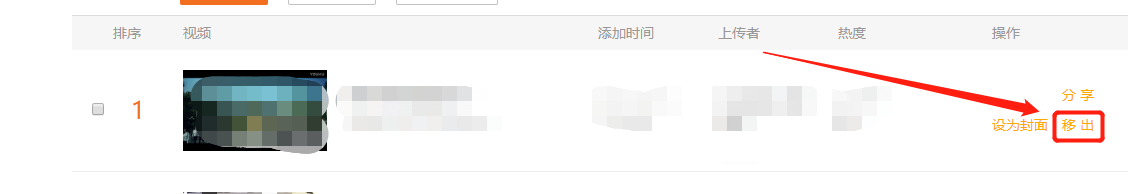 排序 视频 添加时间 上传者 热度 操作
1
分 享
设为封面 移 出